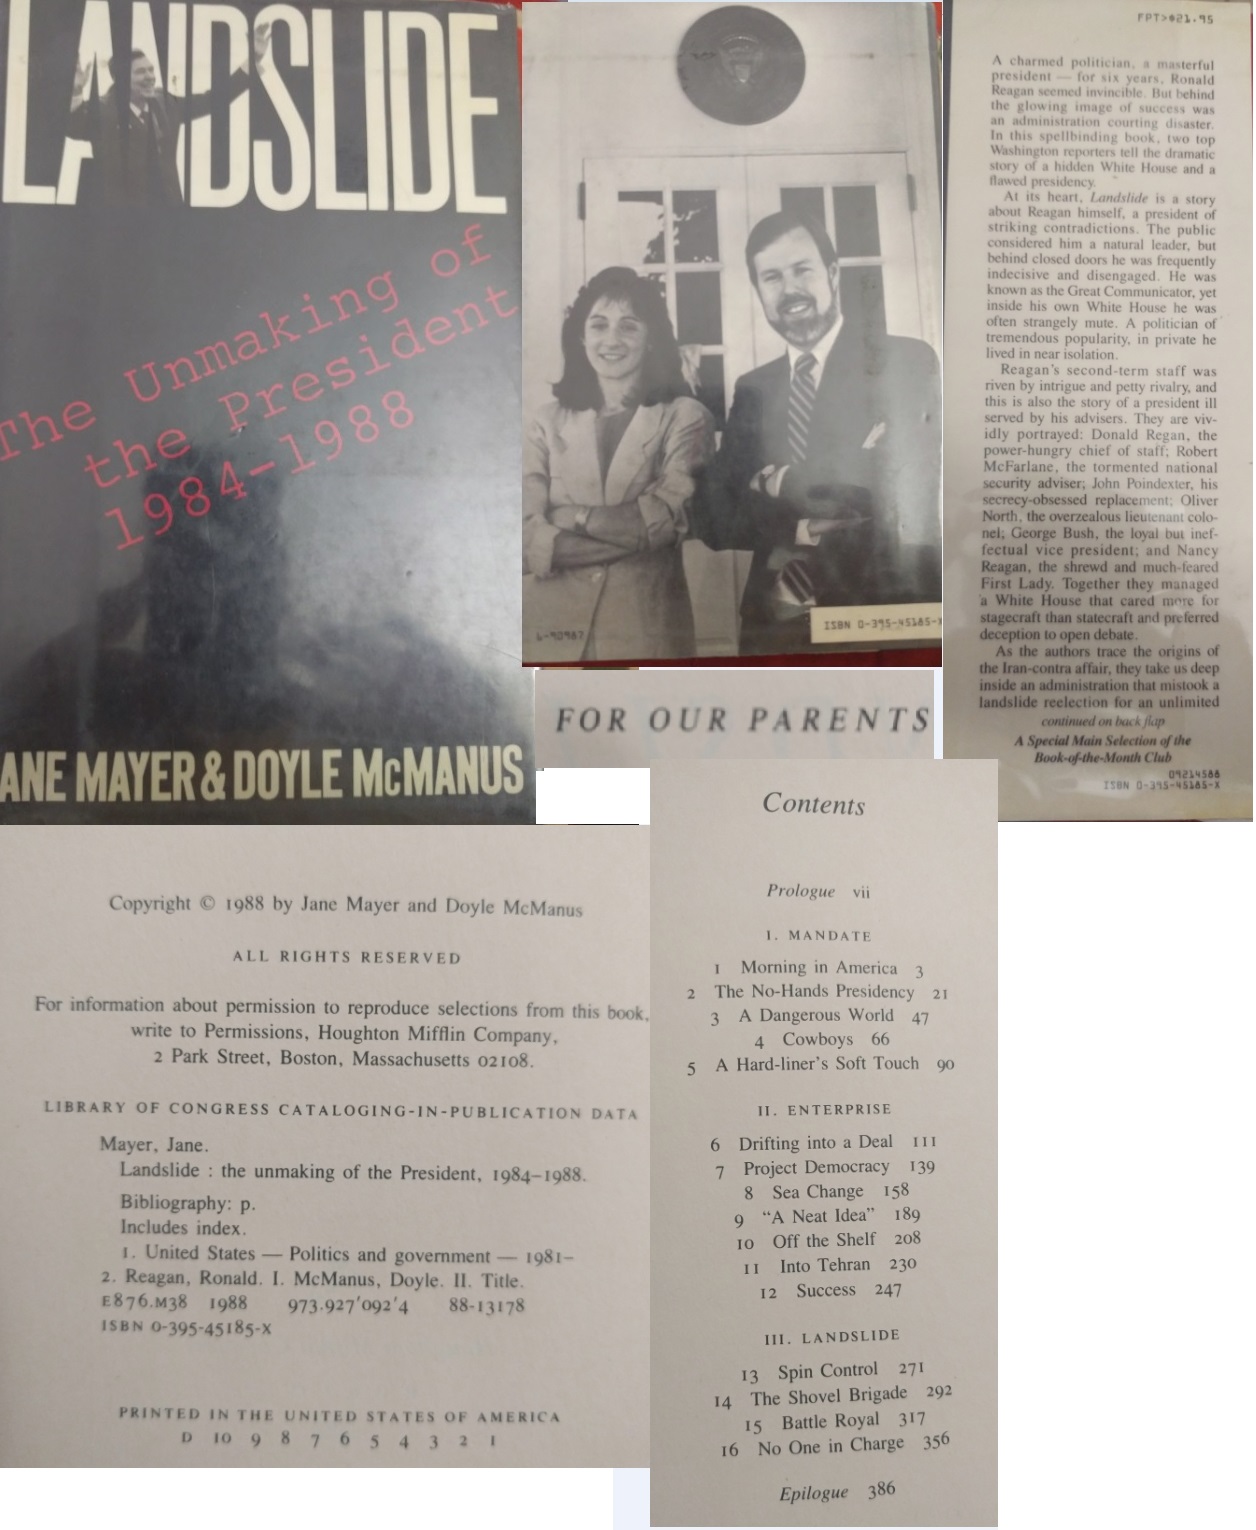 LANDSLIDE
The Unmaking of
the President
1984-1988
ANE MAYER & DOYLE McMANUS
6-90987
ISBN 0-395-45185-X
FPT>$21.95
A charmed politician, a masterful
president — for six years, Ronald
Reagan seemed invincible. But behind
the glowing image of success was
an administration courting disaster.
In this spellbinding book, two top
Washington reporters tell the dramatic
story of a hidden White House and a
flawed presidency.
At its heart, Landslide is a story
about Reagan himself, a president of
striking contradictions. The public
considered him a natural leader, but
behind closed doors he was frequently
indecisive and disengaged. He was
known as the Great Communicator, yet
inside his own White House he was
often strangely mute. A politician of
tremendous popularity, in private he
lived in near isolation.
Reagan's second-term staff was
riven by intrigue and petty rivalry, and
this is also the story of a president ill
served by his advisers. They are viv-
idly portrayed: Donald Regan, the
power-hungry chief of staff; Robert
McFarlane, the tormented national
security adviser; John Poindexter, his
secrecy-obsessed replacement; Oliver
North, the overzealous lieutenant colo-
nel; George Bush, the loyal but inef-
fectual vice president; and Nancy
Reagan, the shrewd and much-feared
First Lady. Together they managed
a White House that cared more for
stagecraft than statecraft and preferred
deception to open debate.
As the authors trace the origins of
the Iran-contra affair, they take us deep
inside an administration that mistook a
landslide reelection for an unlimited
continued on back flap
A Special Main Selection of the
Book-of-the-Month Club
09214588
ISBN 0-395-45185-X
FOR OUR PARENTS
Copyright © 1988 by Jane Mayer and Doyle McManus
ALL RIGHTS RESERVED
For information about permission to reproduce selections from this book,
write to Permissions, Houghton Mifflin Company,
2 Park Street, Boston, Massachusetts 02108.
LIBRARY OF CONGRESS CATALOGING-IN-PUBLICATION DATA
Mayer, Jane.
Landslide : the unmaking of the President, 1984–1988.
Bibliography: p.
Includes index.
1. United States — Politics and government — 1981–
2. Reagan, Ronald. I. McManus, Doyle. II. Title.
E876.M38 1988 973.927'092'4 88-13178
ISBN 0-395-45185-X
PRINTED IN THE UNITED STATES OF AMERICA
D 10 9 8 7 6 5 4 3 2 1
Contents
Prologue vii
I. MANDATE
1 Morning in America 3
2 The No-Hands Presidency 21
3 A Dangerous World 47
4 Cowboys 66
5 A Hard-liner's Soft Touch 90
II. ENTERPRISE
6 Drifting into a Deal 111
7 Project Democracy 139
8 Sea Change 158
9 “A Neat Idea” 189
10 Off the Shelf 208
11 Into Tehran 230
12 Success 247
III. LANDSLIDE
13 Spin Control 271
14 The Shovel Brigade 292
15 Battle Royal 317
16 No One in Charge 356
Epilogue 386